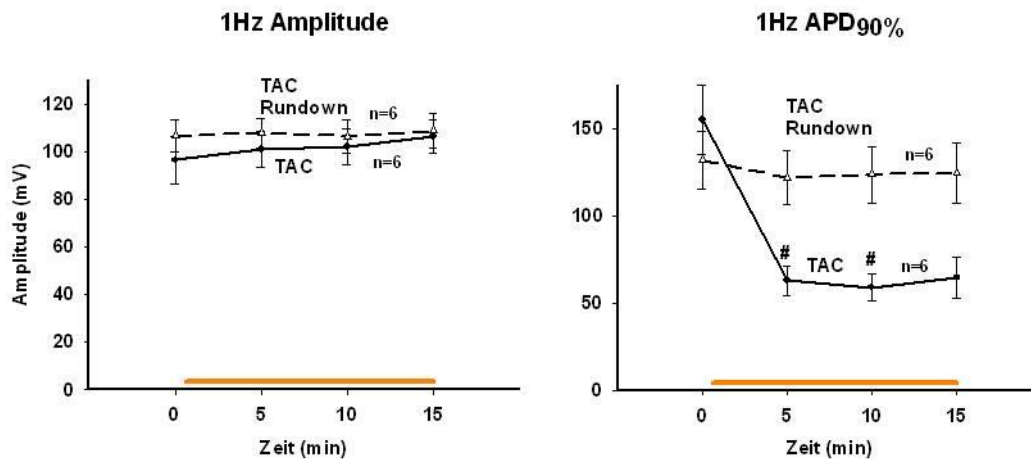 1Hz Amplitude
TAC
Rundown
n=6
TAC
n=6
Amplitude (mV)
120
100
80
60
40
20
0
0 5 10 15
Zeit (min)
1Hz APD90%
TAC
Rundown
n=6
# TAC # n=6
150
100
50
0
0 5 10 15
Zeit (min)